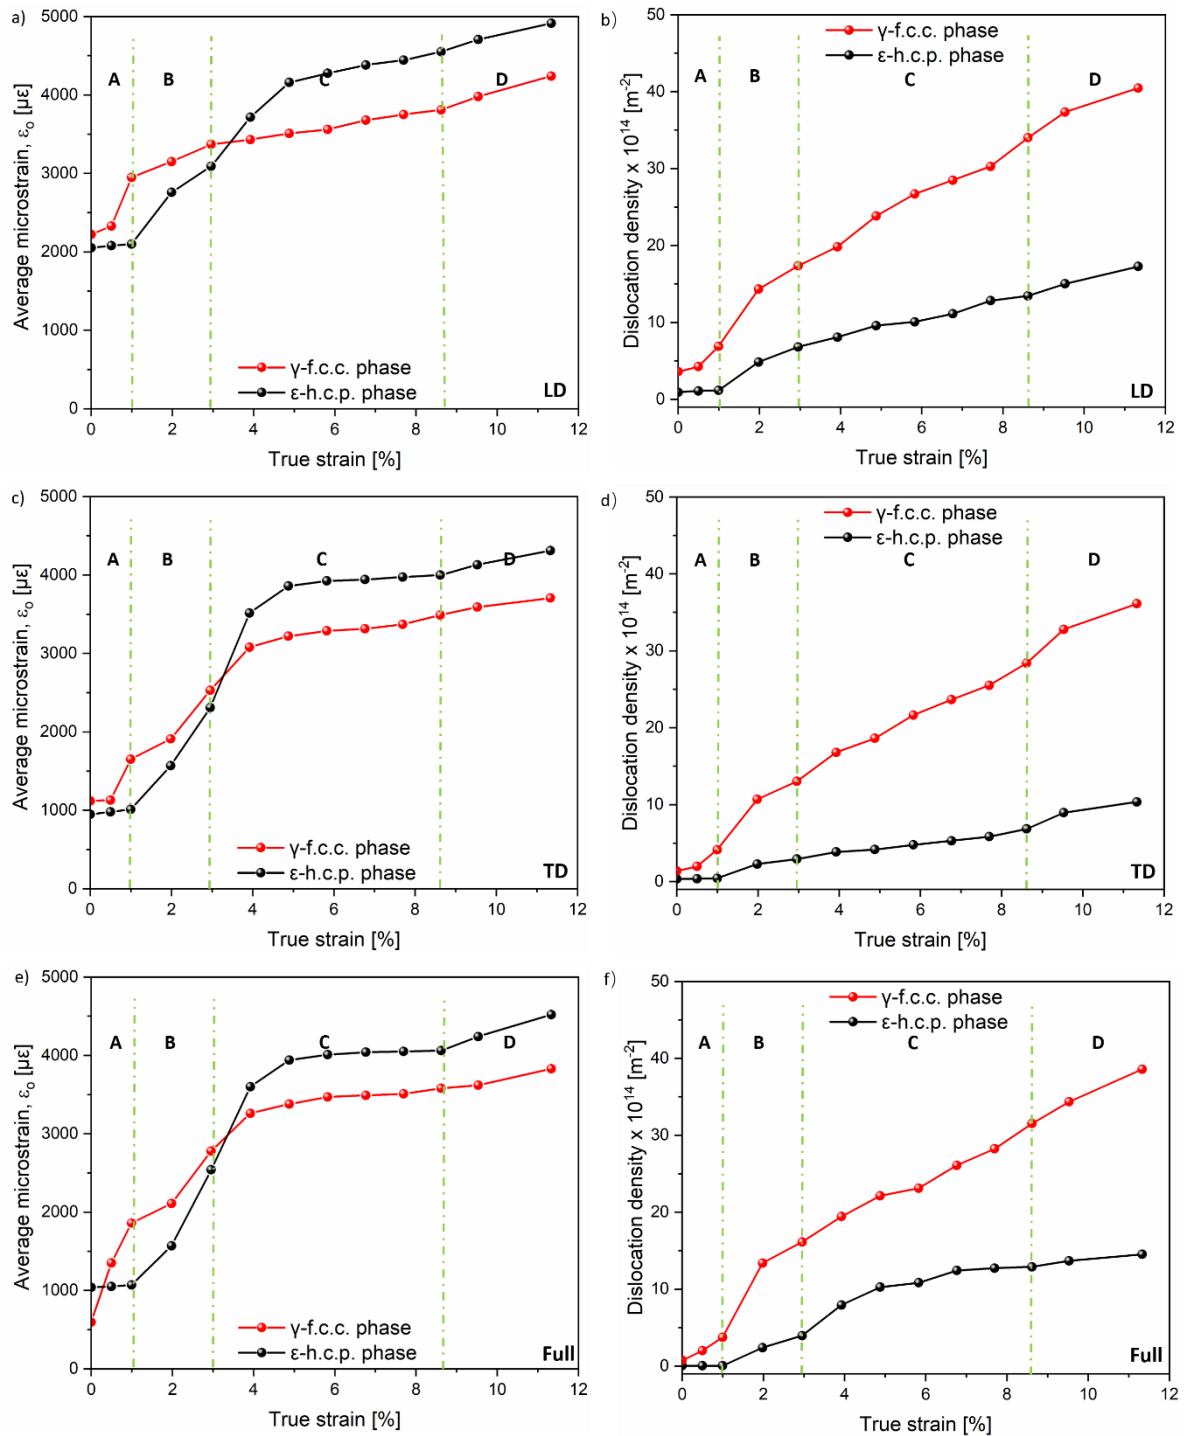 a)
5000
4000
3000
2000
1000
0
Average microstrain, ε₀ [µε]
A
B
C
D
γ-f.c.c. phase
ε-h.c.p. phase
LD
0 2 4 6 8 10 12
True strain [%]
b)
50
40
30
20
10
0
Dislocation density x 10¹⁴ [m⁻²]
γ-f.c.c. phase
ε-h.c.p. phase
A
B
C
D
LD
0 2 4 6 8 10 12
True strain [%]
c)
5000
4000
3000
2000
1000
0
Average microstrain, ε₀ [µε]
A
B
C
D
γ-f.c.c. phase
ε-h.c.p. phase
TD
0 2 4 6 8 10 12
True strain [%]
d)
50
40
30
20
10
0
Dislocation density x 10¹⁴ [m⁻²]
γ-f.c.c. phase
ε-h.c.p. phase
A
B
C
D
TD
0 2 4 6 8 10 12
True strain [%]
e)
5000
4000
3000
2000
1000
0
Average microstrain, ε₀ [µε]
A
B
C
D
γ-f.c.c. phase
ε-h.c.p. phase
Full
0 2 4 6 8 10 12
True strain [%]
f)
50
40
30
20
10
0
Dislocation density x 10¹⁴ [m⁻²]
γ-f.c.c. phase
ε-h.c.p. phase
A
B
C
D
Full
0 2 4 6 8 10 12
True strain [%]